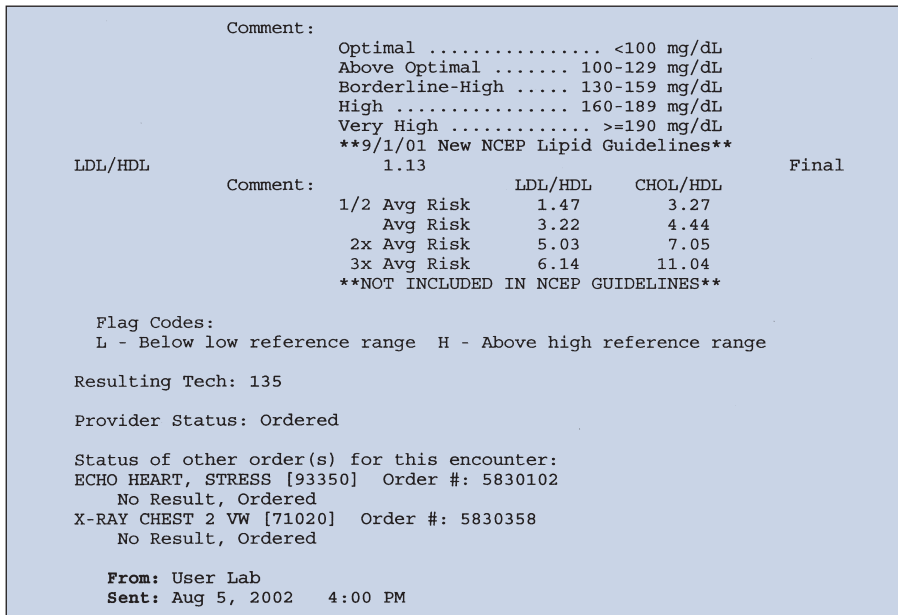 Comment:
Optimal ................ <100 mg/dL
Above Optimal ....... 100-129 mg/dL
Borderline-High ..... 130-159 mg/dL
High ................ 160-189 mg/dL
Very High ............. >=190 mg/dL
**9/1/01 New NCEP Lipid Guidelines**
LDL/HDL 1.13 Final
Comment: LDL/HDL CHOL/HDL
1/2 Avg Risk 1.47 3.27
Avg Risk 3.22 4.44
2x Avg Risk 5.03 7.05
3x Avg Risk 6.14 11.04
**NOT INCLUDED IN NCEP GUIDELINES**
Flag Codes:
L - Below low reference range H - Above high reference range
Resulting Tech: 135
Provider Status: Ordered
Status of other order(s) for this encounter:
ECHO HEART, STRESS [93350] Order #: 5830102
No Result, Ordered
X-RAY CHEST 2 VW [71020] Order #: 5830358
No Result, Ordered
From: User Lab
Sent: Aug 5, 2002 4:00 PM